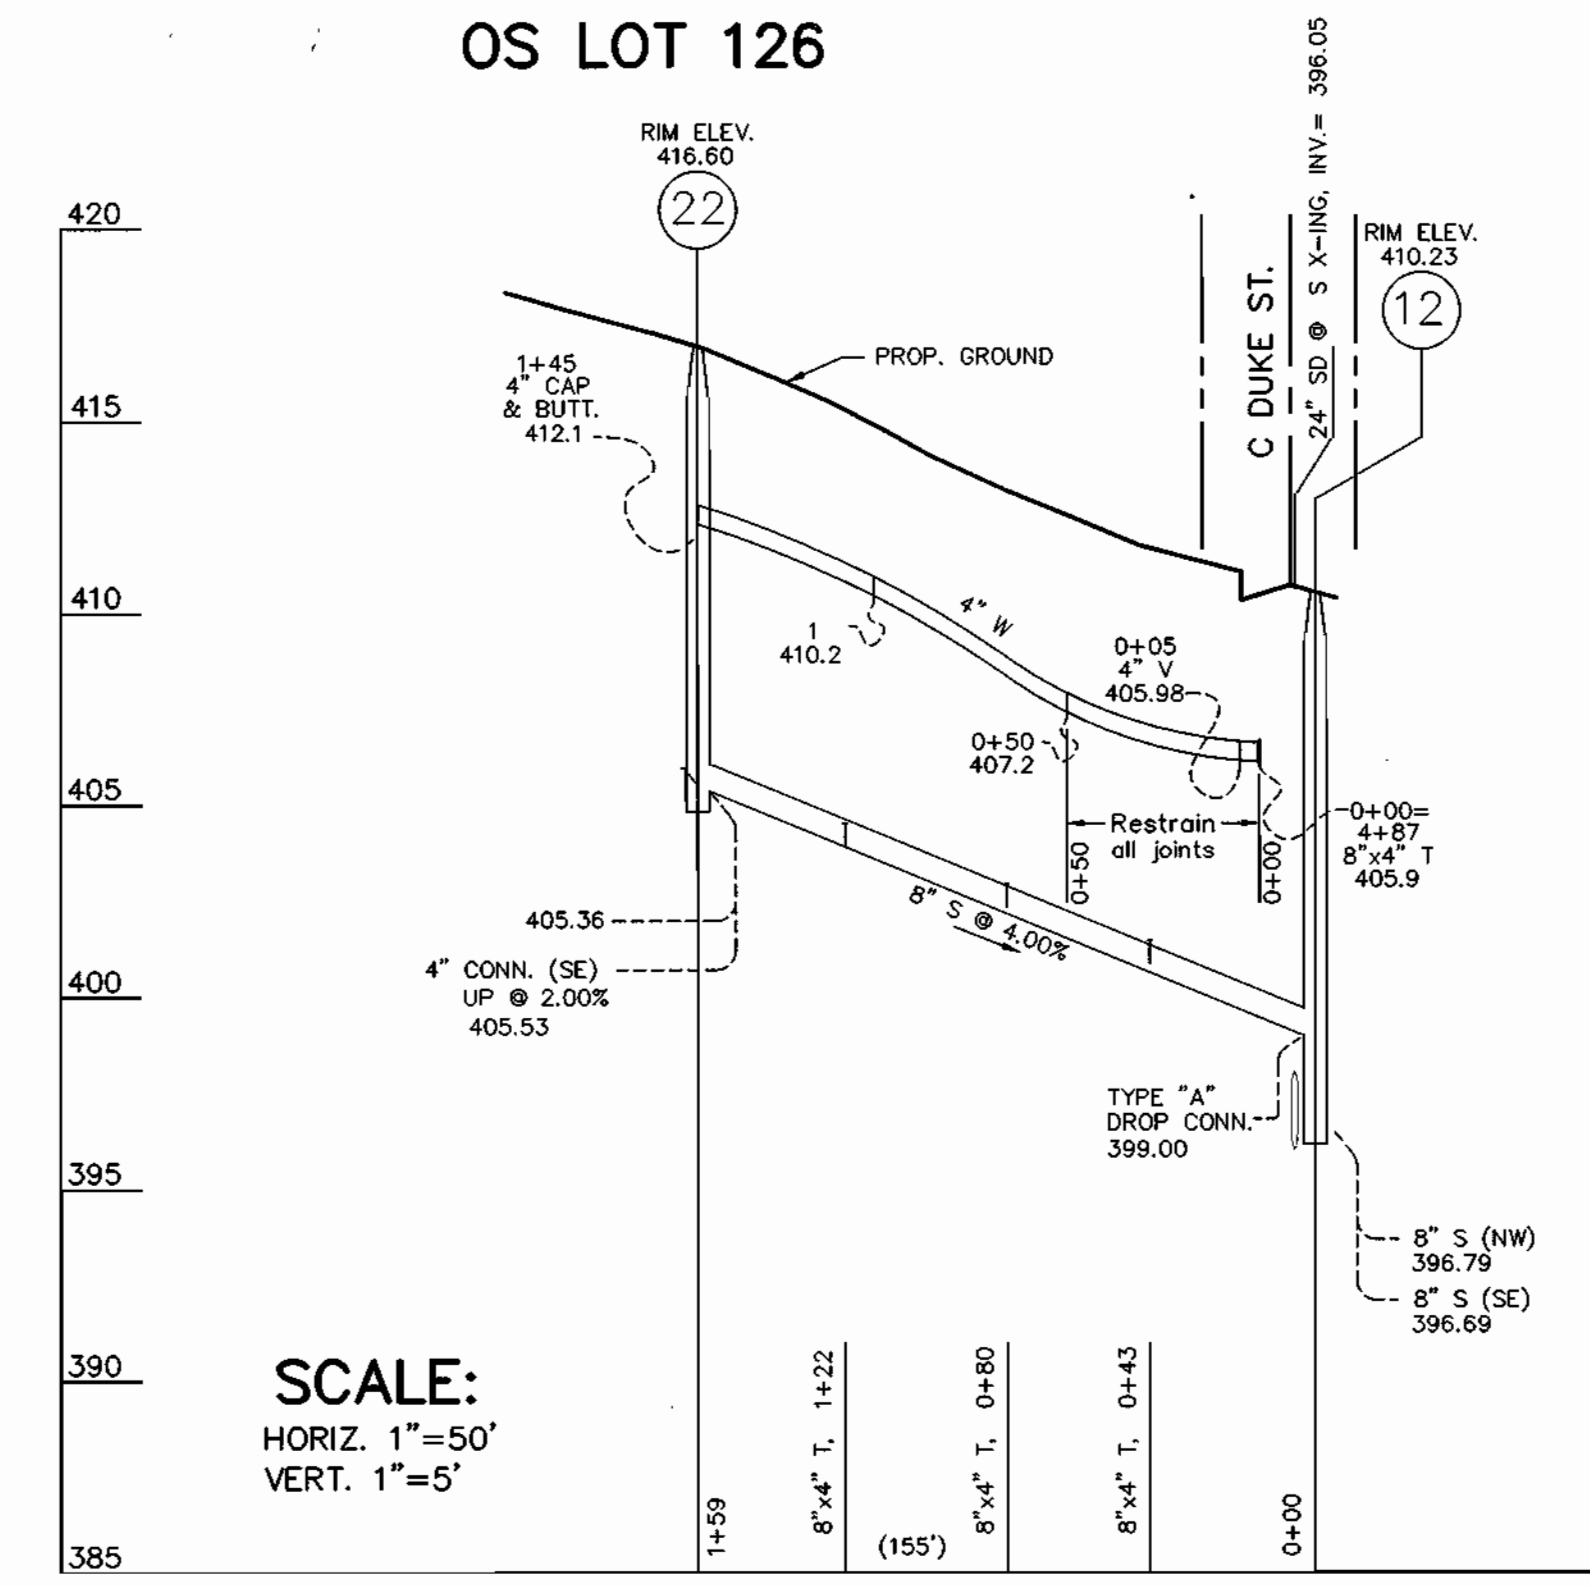 OS LOT 126
RIM ELEV.
416.60
22
24" SD @ S X-ING, INV.= 396.05
C DUKE ST.
RIM ELEV.
410.23
12
420
415
410
405
400
395
390
385
PROP. GROUND
1+45
4" CAP
& BUTT.
412.1
4" W
1
410.2
0+05
4" V
405.98
0+50
407.2
Restrain
all joints
0+50
0+00
0+00=
4+87
8"x4" T
405.9
8" S @ 4.00%
405.36
4" CONN. (SE)
UP @ 2.00%
405.53
TYPE "A"
DROP CONN.
399.00
8" S (NW)
396.79
8" S (SE)
396.69
SCALE:
HORIZ. 1"=50'
VERT. 1"=5'
1+59
8"x4" T, 1+22
(155')
8"x4" T, 0+80
8"x4" T, 0+43
0+00